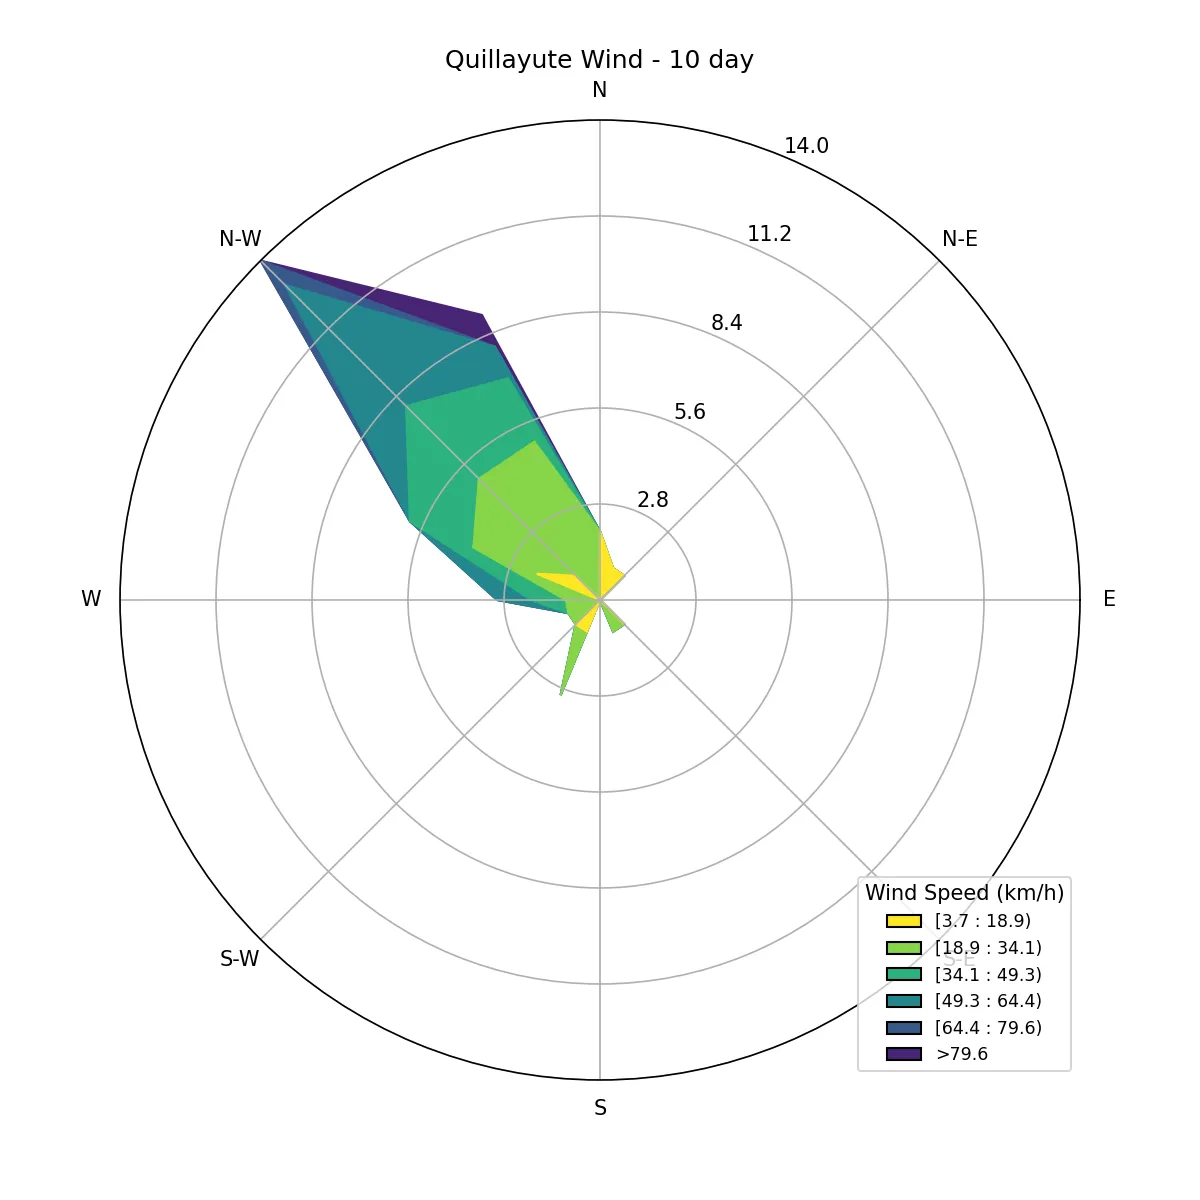 Quillayute Wind - 10 day
N
14.0
11.2
N-W
N-E
8.4
5.6
2.8
W
E
S-W
S-E
S
Wind Speed (km/h)
[3.7 : 18.9)
[18.9 : 34.1)
[34.1 : 49.3)
[49.3 : 64.4)
[64.4 : 79.6)
>79.6